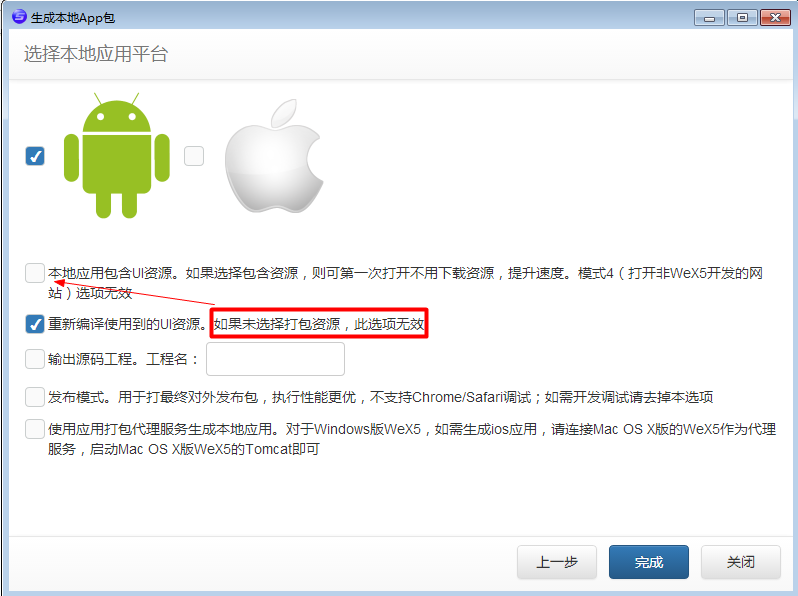 生成本地App包
选择本地应用平台
本地应用包含UI资源。如果选择包含资源，则可第一次打开不用下载资源，提升速度。模式4（打开非WeX5开发的网
站）选项无效
重新编译使用到的UI资源。如果未选择打包资源，此选项无效
输出源码工程。工程名：
发布模式。用于打最终对外发布包，执行性能更优，不支持Chrome/Safari调试；如需开发调试请去掉本选项
使用应用打包代理服务生成本地应用。对于Windows版WeX5，如需生成ios应用，请连接Mac OS X版的WeX5作为代理
服务，启动Mac OS X版WeX5的Tomcat即可
上一步
完成
关闭